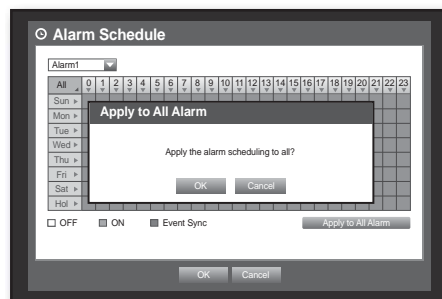 Alarm Schedule
Alarm1
All 0 1 2 3 4 5 6 7 8 9 10 11 12 13 14 15 16 17 18 19 20 21 22 23
Sun
Mon
Apply to All Alarm
Tue
Wed
Apply the alarm scheduling to all?
Thu
Fri
OK Cancel
Sat
Hol
OFF ON Event Sync Apply to All Alarm
OK Cancel